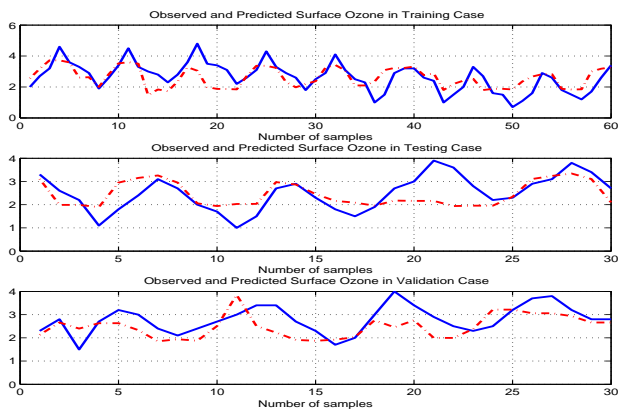 Observed and Predicted Surface Ozone in Training Case
6
4
2
0
0 10 20 30 40 50 60
Number of samples
Observed and Predicted Surface Ozone in Testing Case
4
3
2
1
0
0 5 10 15 20 25 30
Number of samples
Observed and Predicted Surface Ozone in Validation Case
4
3
2
1
0
0 5 10 15 20 25 30
Number of samples